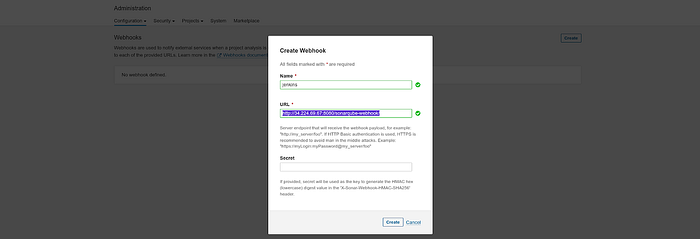 Administration
Configuration Security Projects System Marketplace
Webhooks
Create
Webhooks are used to notify external services when a project analysis is
to each of the provided URLs. Learn more in the Webhooks
No webhook defined.
Create Webhook
All fields marked with * are required
Name *
jenkins
URL *
http://34.224.69.67:8080/sonarqube-webhook/
Server endpoint that will receive the webhook payload, for example:
"http://my_server/foo". If HTTP Basic authentication is used, HTTPS is
recommended to avoid man in the middle attacks. Example:
"https://myLogin:myPassword@my_server/foo"
Secret
If provided, secret will be used as the key to generate the HMAC hex
(lowercase) digest value in the "X-Sonar-Webhook-HMAC-SHA256"
header.
Create Cancel